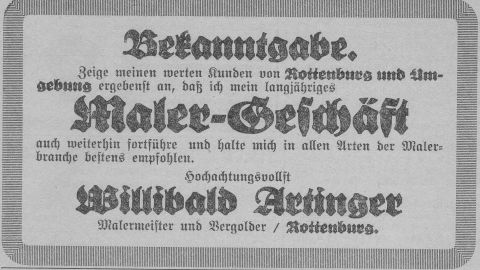 Bekanntgabe.
Zeige meinen werten Kunden von Rottenburg und Um-
gebung ergebenst an, daß ich mein langjähriges
Maler-Geschäft
auch weiterhin fortführe und halte mich in allen Arten der Maler-
branche bestens empfohlen.
Hochachtungsvollst
Willibald Artinger
Malermeister und Vergolder / Rottenburg.